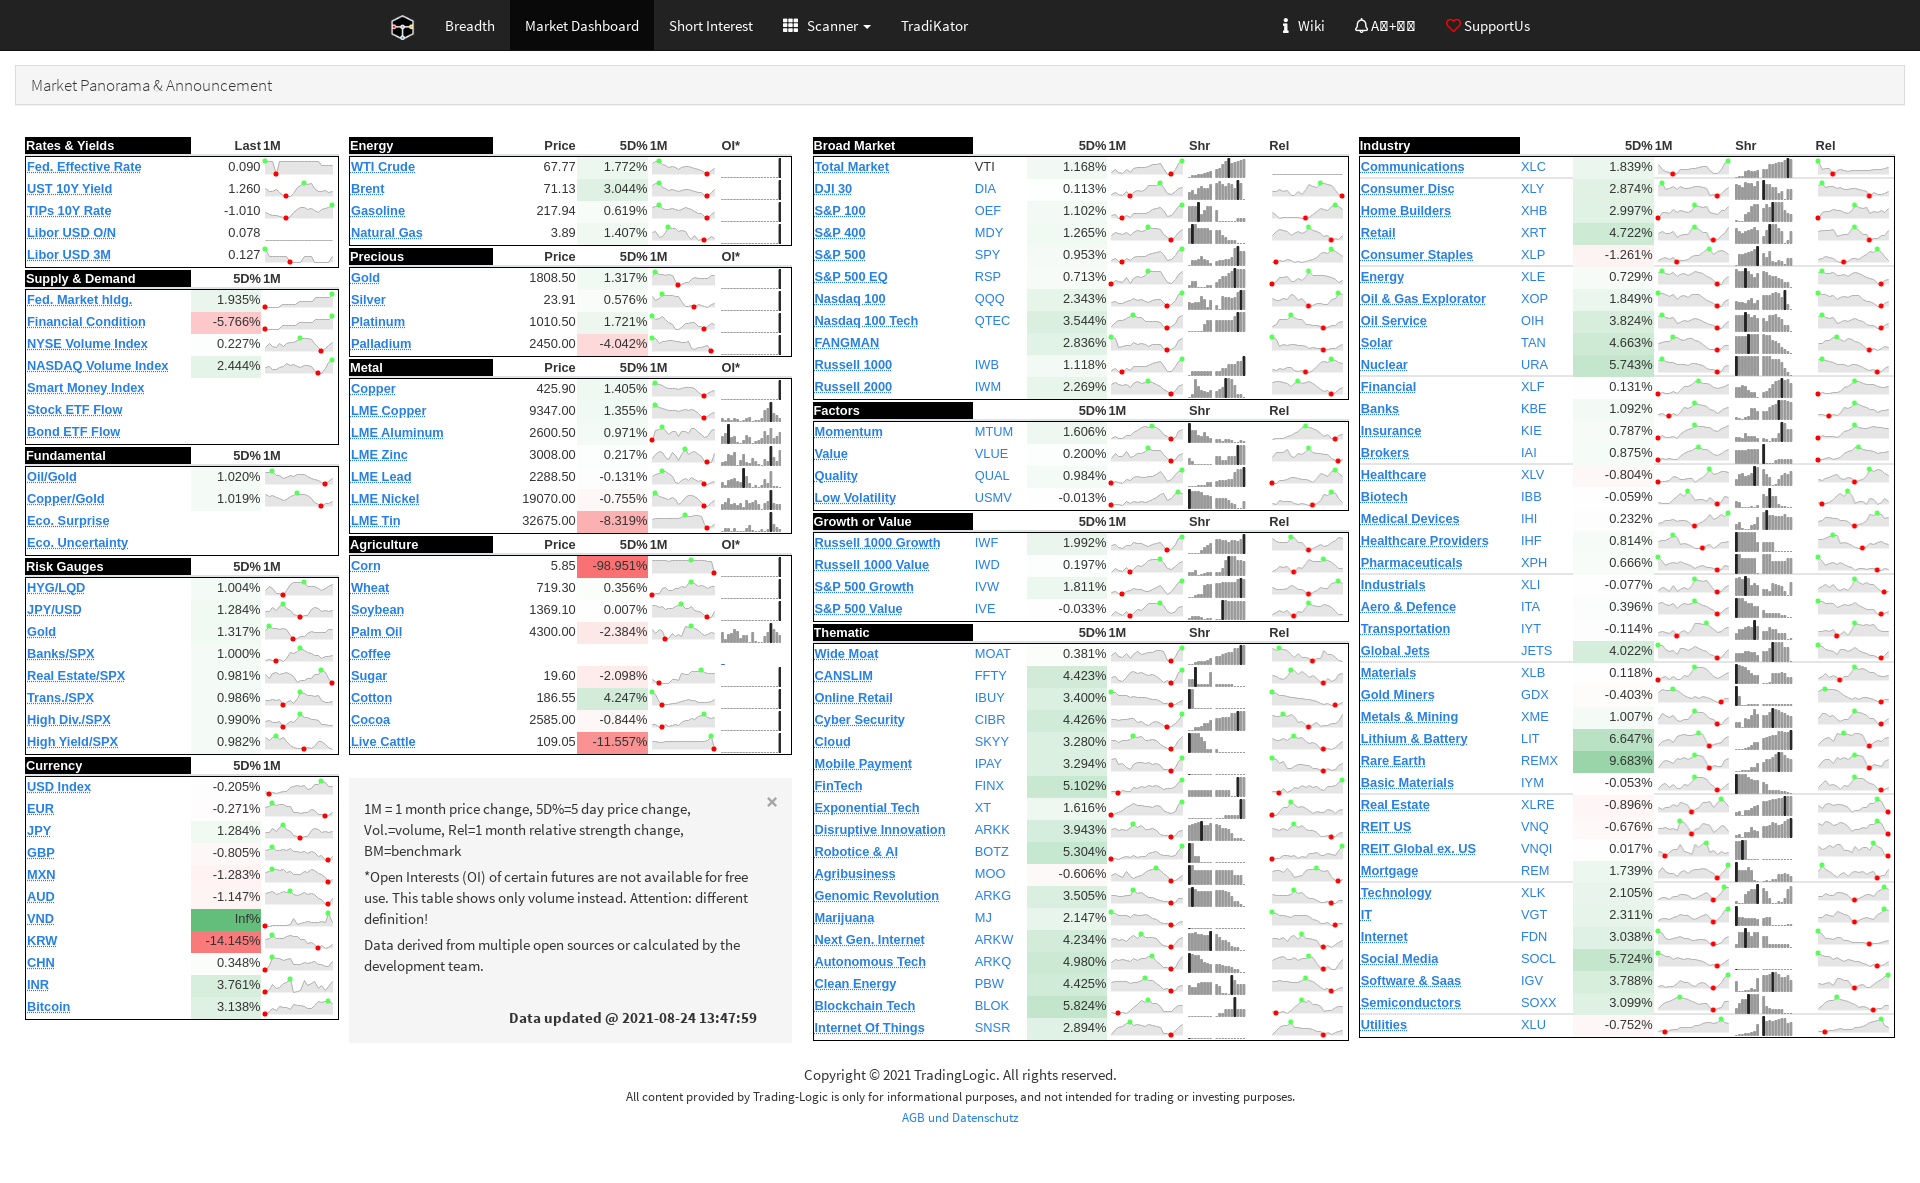 Breadth Market Dashboard Short Interest Scanner TradiKator Wiki SupportUs
Market Panorama & Announcement
Rates & Yields Last 1M
Fed. Effective Rate 0.090
UST 10Y Yield 1.260
TIPs 10Y Rate -1.010
Libor USD O/N 0.078
Libor USD 3M 0.127
Supply & Demand 5D% 1M
Fed. Market hldg. 1.935%
Financial Condition -5.766%
NYSE Volume Index 0.227%
NASDAQ Volume Index 2.444%
Smart Money Index
Stock ETF Flow
Bond ETF Flow
Fundamental 5D% 1M
Oil/Gold 1.020%
Copper/Gold 1.019%
Eco. Surprise
Eco. Uncertainty
Risk Gauges 5D% 1M
HYG/LQD 1.004%
JPY/USD 1.284%
Gold 1.317%
Banks/SPX 1.000%
Real Estate/SPX 0.981%
Trans./SPX 0.986%
High Div./SPX 0.990%
High Yield/SPX 0.982%
Currency 5D% 1M
USD Index -0.205%
EUR -0.271%
JPY 1.284%
GBP -0.805%
MXN -1.283%
AUD -1.147%
VND Inf%
KRW -14.145%
CHN 0.348%
INR 3.761%
Bitcoin 3.138%
Energy Price 5D% 1M OI*
WTI Crude 67.77 1.772%
Brent 71.13 3.044%
Gasoline 217.94 0.619%
Natural Gas 3.89 1.407%
Precious Price 5D% 1M OI*
Gold 1808.50 1.317%
Silver 23.91 0.576%
Platinum 1010.50 1.721%
Palladium 2450.00 -4.042%
Metal Price 5D% 1M OI*
Copper 425.90 1.405%
LME Copper 9347.00 1.355%
LME Aluminum 2600.50 0.971%
LME Zinc 3008.00 0.217%
LME Lead 2288.50 -0.131%
LME Nickel 19070.00 -0.755%
LME Tin 32675.00 -8.319%
Agriculture Price 5D% 1M OI*
Corn 5.85 -98.951%
Wheat 719.30 0.356%
Soybean 1369.10 0.007%
Palm Oil 4300.00 -2.384%
Coffee -
Sugar 19.60 -2.098%
Cotton 186.55 4.247%
Cocoa 2585.00 -0.844%
Live Cattle 109.05 -11.557%
×
1M = 1 month price change, 5D%=5 day price change,
Vol.=volume, Rel=1 month relative strength change,
BM=benchmark
*Open Interests (OI) of certain futures are not available for free
use. This table shows only volume instead. Attention: different
definition!
Data derived from multiple open sources or calculated by the
development team.
Data updated @ 2021-08-24 13:47:59
Broad Market 5D% 1M Shr Rel
Total Market VTI 1.168%
DJI 30 DIA 0.113%
S&P 100 OEF 1.102%
S&P 400 MDY 1.265%
S&P 500 SPY 0.953%
S&P 500 EQ RSP 0.713%
Nasdaq 100 QQQ 2.343%
Nasdaq 100 Tech QTEC 3.544%
FANGMAN 2.836%
Russell 1000 IWB 1.118%
Russell 2000 IWM 2.269%
Factors 5D% 1M Shr Rel
Momentum MTUM 1.606%
Value VLUE 0.200%
Quality QUAL 0.984%
Low Volatility USMV -0.013%
Growth or Value 5D% 1M Shr Rel
Russell 1000 Growth IWF 1.992%
Russell 1000 Value IWD 0.197%
S&P 500 Growth IVW 1.811%
S&P 500 Value IVE -0.033%
Thematic 5D% 1M Shr Rel
Wide Moat MOAT 0.381%
CANSLIM FFTY 4.423%
Online Retail IBUY 3.400%
Cyber Security CIBR 4.426%
Cloud SKYY 3.280%
Mobile Payment IPAY 3.294%
FinTech FINX 5.102%
Exponential Tech XT 1.616%
Disruptive Innovation ARKK 3.943%
Robotice & AI BOTZ 5.304%
Agribusiness MOO -0.606%
Genomic Revolution ARKG 3.505%
Marijuana MJ 2.147%
Next Gen. Internet ARKW 4.234%
Autonomous Tech ARKQ 4.980%
Clean Energy PBW 4.425%
Blockchain Tech BLOK 5.824%
Internet Of Things SNSR 2.894%
Industry 5D% 1M Shr Rel
Communications XLC 1.839%
Consumer Disc XLY 2.874%
Home Builders XHB 2.997%
Retail XRT 4.722%
Consumer Staples XLP -1.261%
Energy XLE 0.729%
Oil & Gas Explorator XOP 1.849%
Oil Service OIH 3.824%
Solar TAN 4.663%
Nuclear URA 5.743%
Financial XLF 0.131%
Banks KBE 1.092%
Insurance KIE 0.787%
Brokers IAI 0.875%
Healthcare XLV -0.804%
Biotech IBB -0.059%
Medical Devices IHI 0.232%
Healthcare Providers IHF 0.814%
Pharmaceuticals XPH 0.666%
Industrials XLI -0.077%
Aero & Defence ITA 0.396%
Transportation IYT -0.114%
Global Jets JETS 4.022%
Materials XLB 0.118%
Gold Miners GDX -0.403%
Metals & Mining XME 1.007%
Lithium & Battery LIT 6.647%
Rare Earth REMX 9.683%
Basic Materials IYM -0.053%
Real Estate XLRE -0.896%
REIT US VNQ -0.676%
REIT Global ex. US VNQI 0.017%
Mortgage REM 1.739%
Technology XLK 2.105%
IT VGT 2.311%
Internet FDN 3.038%
Social Media SOCL 5.724%
Software & Saas IGV 3.788%
Semiconductors SOXX 3.099%
Utilities XLU -0.752%
Copyright © 2021 TradingLogic. All rights reserved.
All content provided by Trading-Logic is only for informational purposes, and not intended for trading or investing purposes.
AGB und Datenschutz